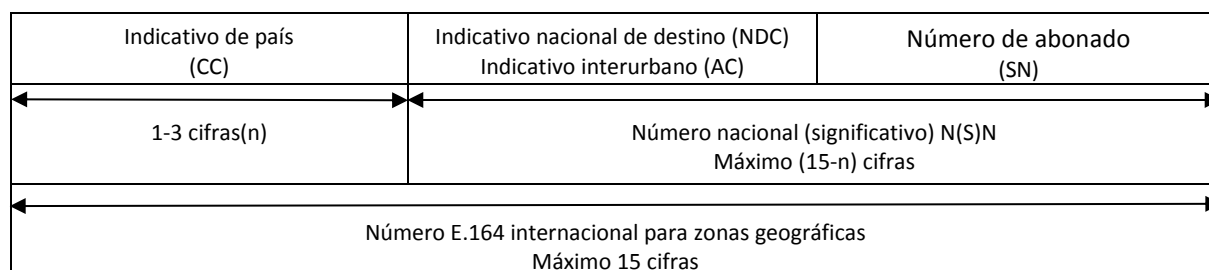 Indicativo de país
(CC)
Indicativo nacional de destino (NDC)
Indicativo interurbano (AC)
Número de abonado
(SN)
1-3 cifras(n)
Número nacional (significativo) N(S)N
Máximo (15-n) cifras
Número E.164 internacional para zonas geográficas
Máximo 15 cifras